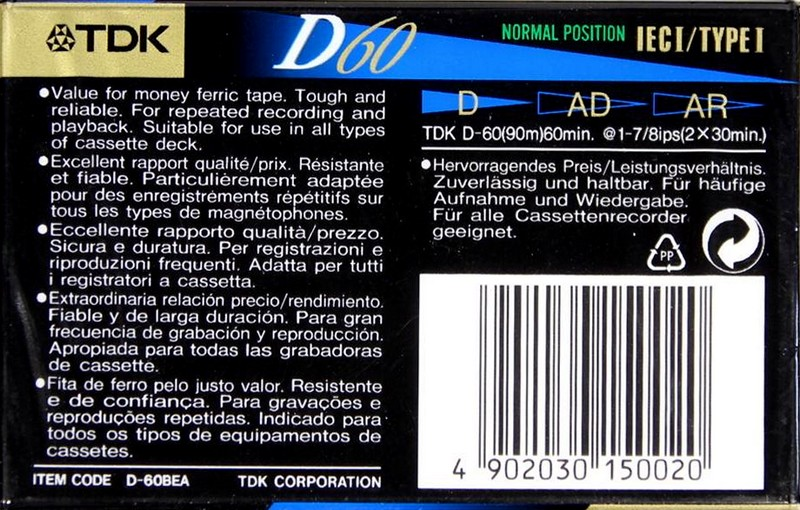 TDK
D60
NORMAL POSITION IECI/TYPE I
●Value for money ferric tape. Tough and
reliable. For repeated recording and
playback. Suitable for use in all types
of cassette deck.
●Excellent rapport qualité/prix. Résistante
et fiable. Particulièrement adaptée
pour des enregistréments répétitifs sur
tous les types de magnétophones.
●Eccellente rapporto qualità/prezzo.
Sicura e duratura. Per registrazioni e
riproduzioni frequenti. Adatta per tutti
i registratori a cassetta.
●Extraordinaria relación precio/rendimiento.
Fiable y de larga duración. Para gran
frecuencia de grabación y reproducción.
Apropiada para todas las grabadoras
de cassette.
●Fita de ferro pelo justo valor. Resistente
e de confiança. Para gravações e
reproduções repetidas. Indicado para
todos os tipos de equipamentos de
cassetes.
ITEM CODE D-60BEA TDK CORPORATION
D AD AR
TDK D-60(90m)60min. @1-7/8ips(2×30min.)
●Hervorragendes Preis/Leistungsverhältnis.
Zuverlässig und haltbar. Für häufige
Aufnahme und Wiedergabe.
Für alle Cassettenrecorder
geeignet.
PP
4 902030 150020